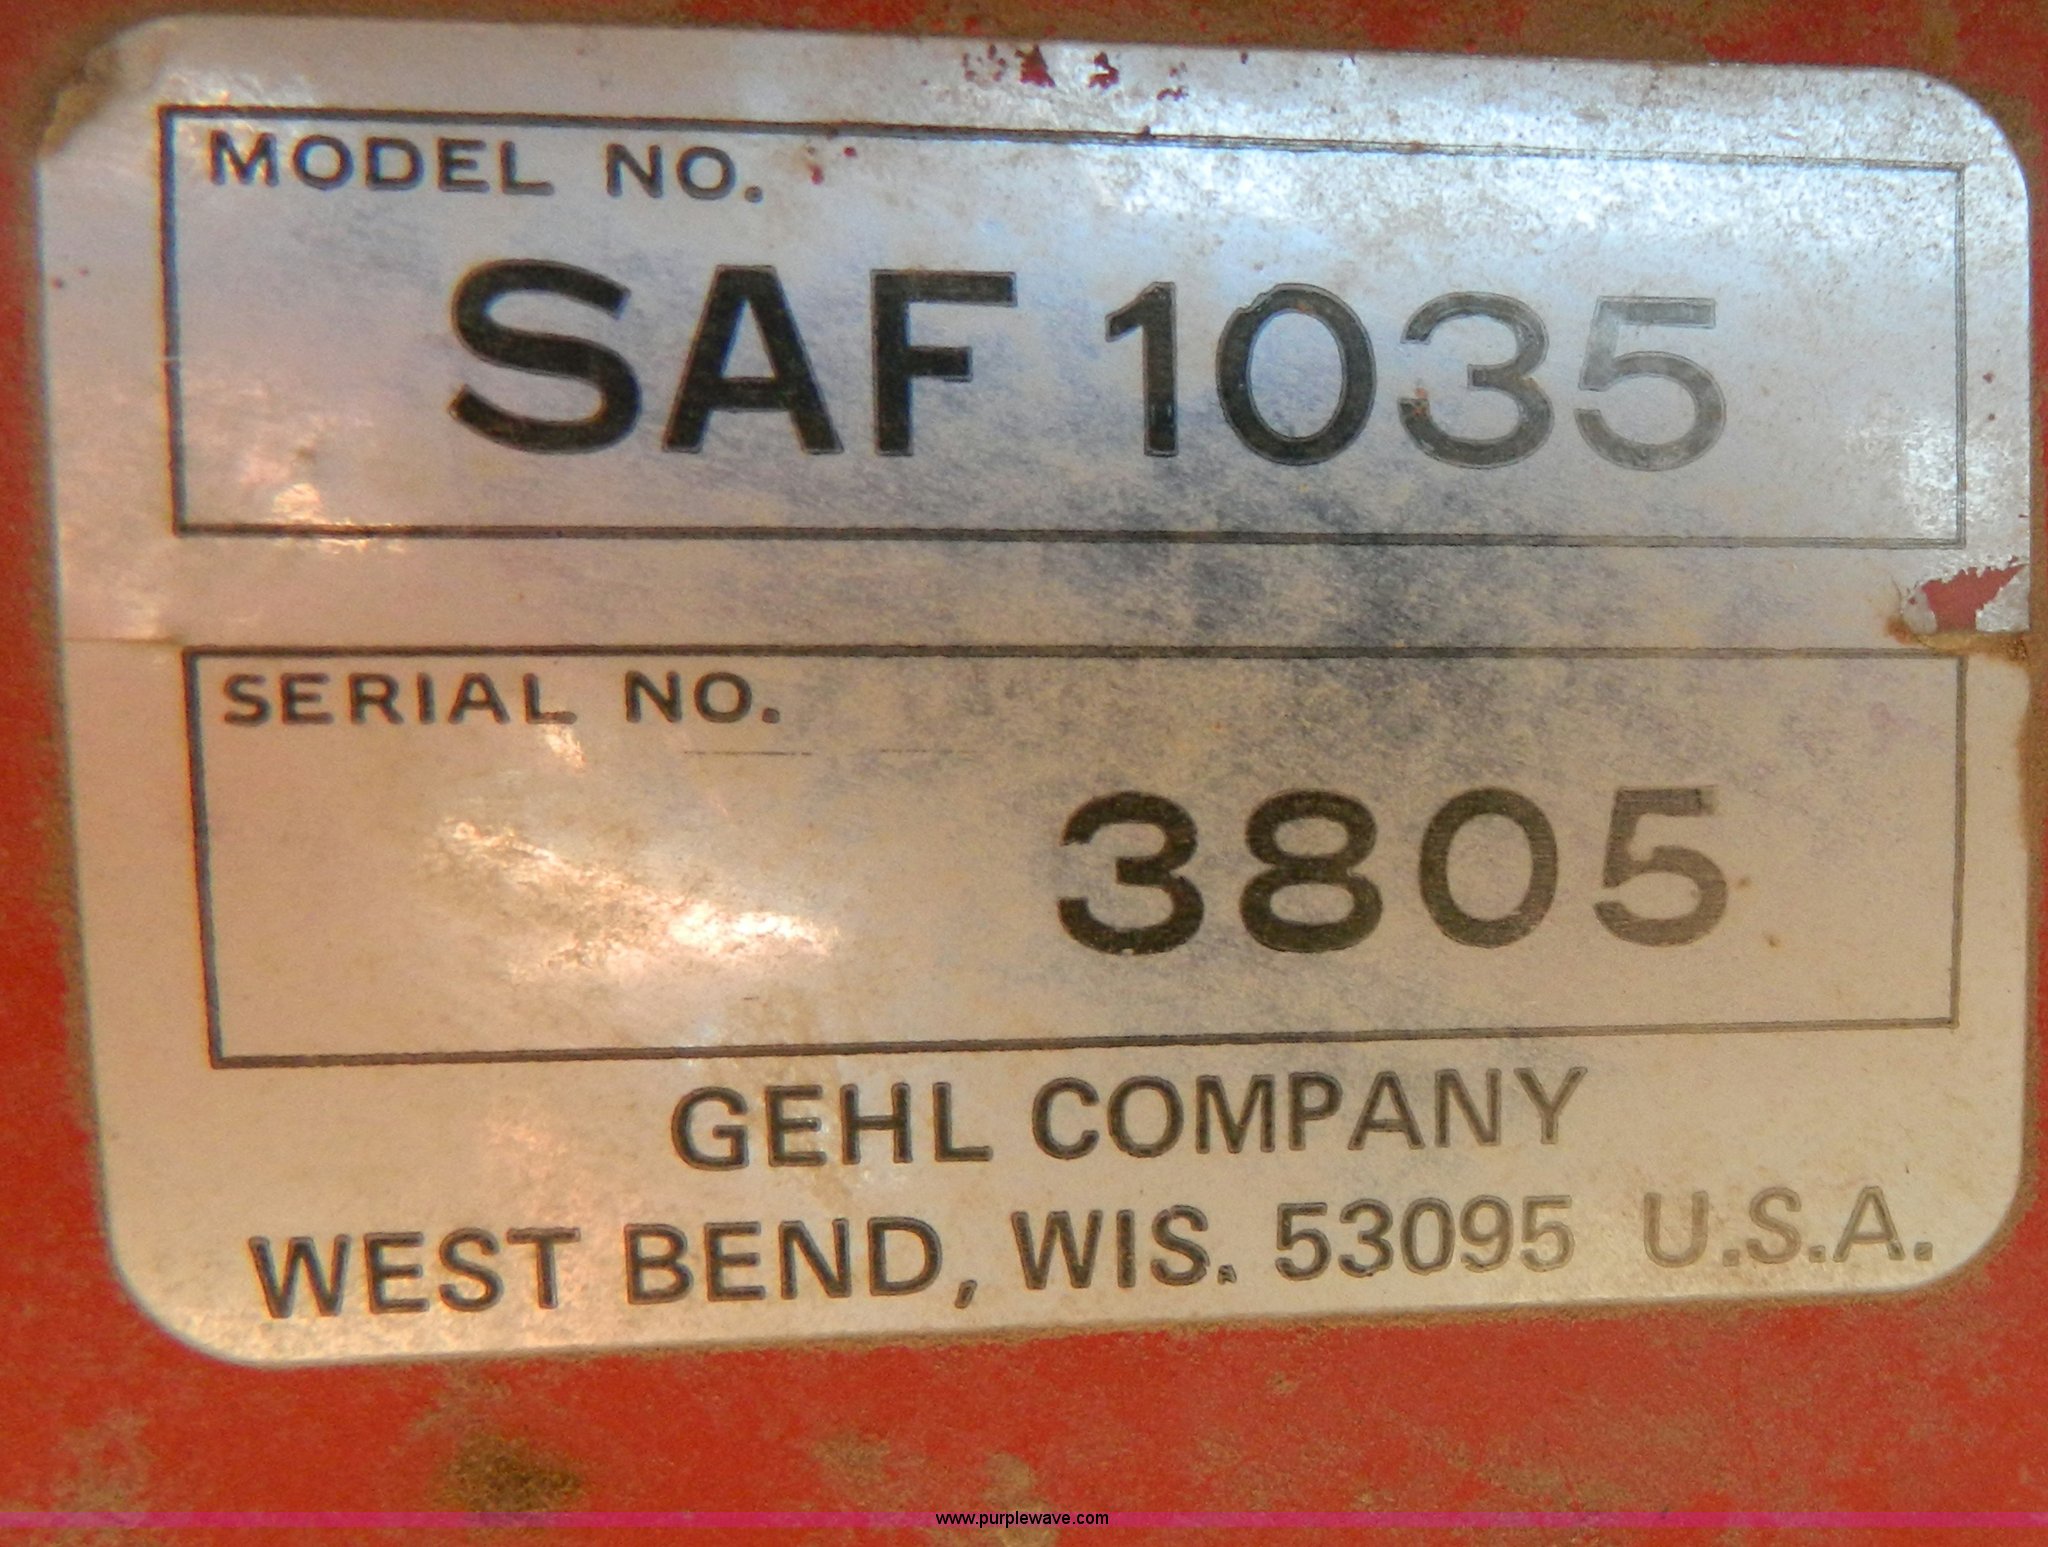 MODEL NO.
SAF 1035
SERIAL NO.
3805
GEHL COMPANY
WEST BEND, WIS. 53095 U.S.A.
www.purplewave.com